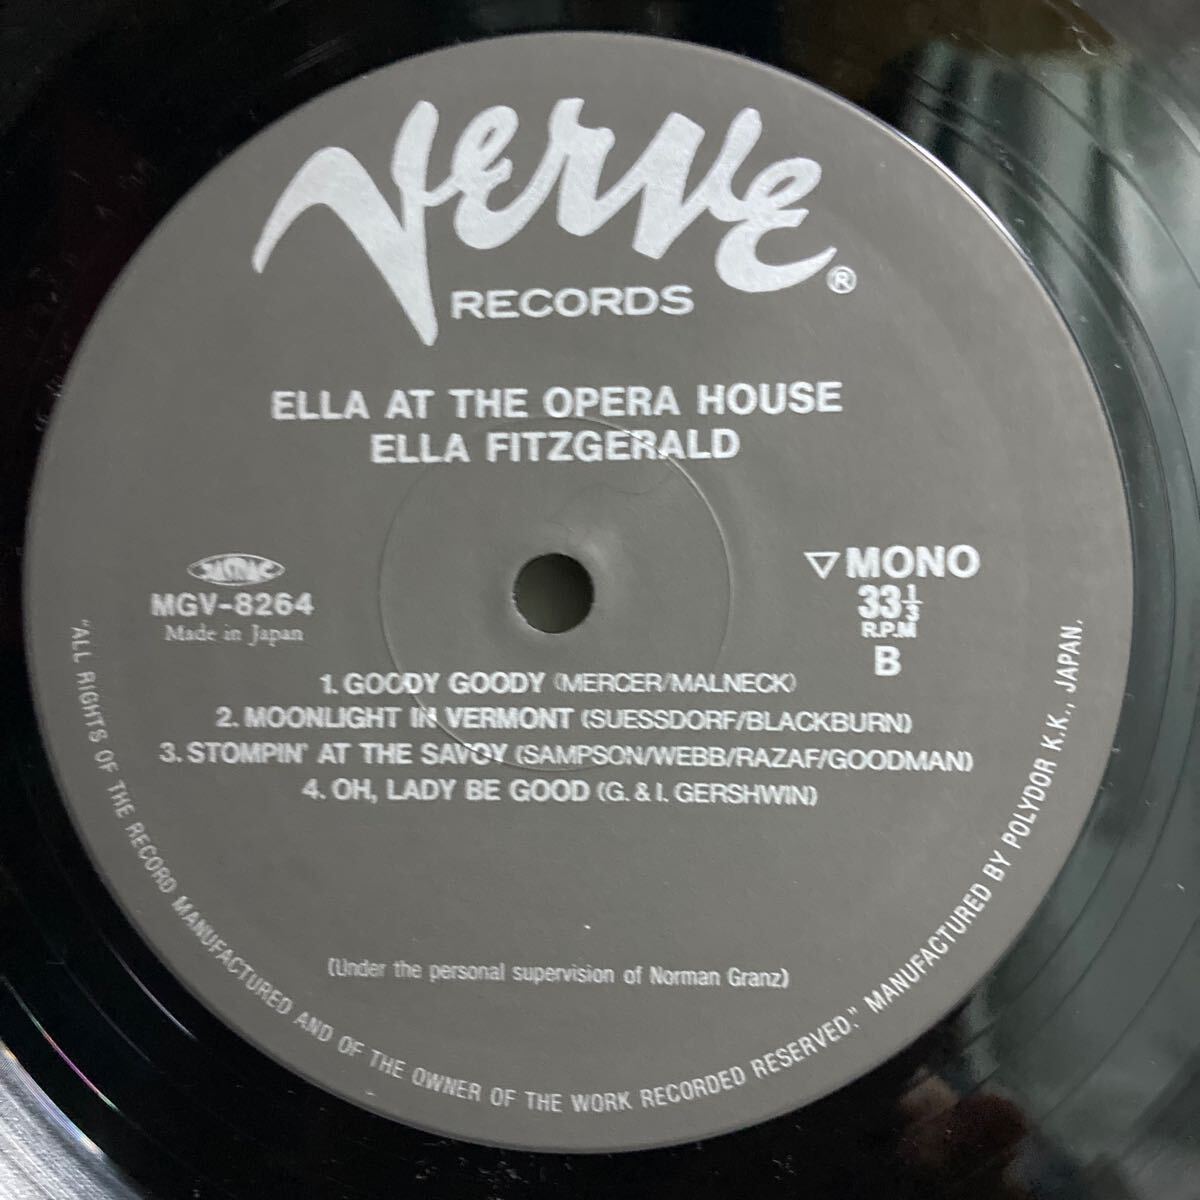 Verve®
RECORDS
ELLA AT THE OPERA HOUSE
ELLA FITZGERALD
JASRAC
MGV-8264
Made in Japan
▽MONO
33 1/3
R.P.M
B
1. GOODY GOODY (MERCER/MALNECK)
2. MOONLIGHT IN VERMONT (SUESSDORF/BLACKBURN)
3. STOMPIN' AT THE SAVOY (SAMPSON/WEBB/RAZAF/GOODMAN)
4. OH, LADY BE GOOD (G. & I. GERSHWIN)
(Under the personal supervision of Norman Granz)
"ALL RIGHTS OF THE RECORD MANUFACTURED AND OF THE OWNER OF THE WORK RECORDED RESERVED." MANUFACTURED BY POLYDOR K.K., JAPAN.